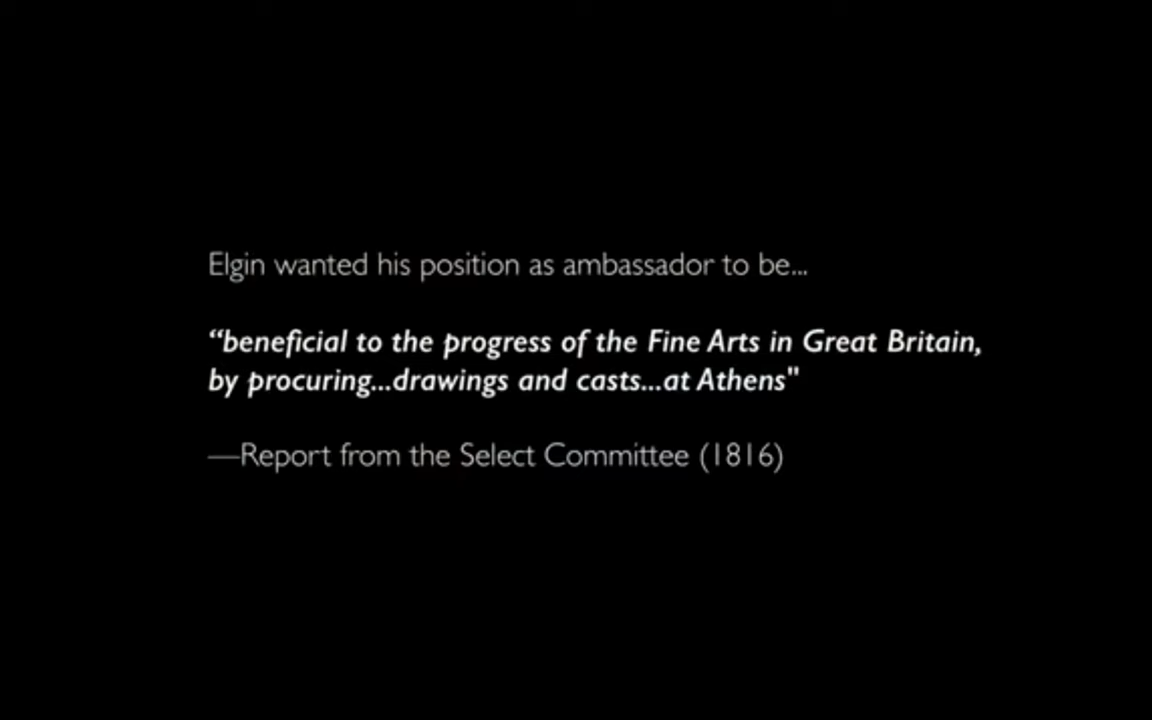 Elgin wanted his position as ambassador to be...
“beneficial to the progress of the Fine Arts in Great Britain,
by procuring...drawings and casts...at Athens"
—Report from the Select Committee (1816)